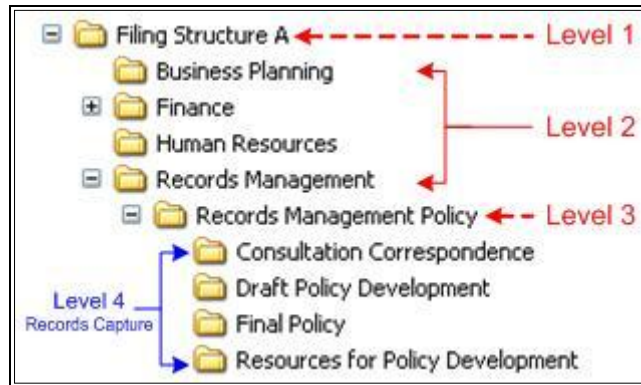 Filing Structure A
Level 1
Business Planning
Finance
Level 2
Human Resources
Records Management
Records Management Policy
Level 3
Consultation Correspondence
Draft Policy Development
Level 4
Records Capture
Final Policy
Resources for Policy Development